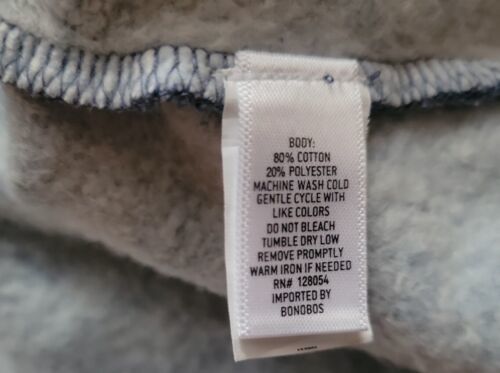 BODY:
80% COTTON
20% POLYESTER
MACHINE WASH COLD
GENTLE CYCLE WITH
LIKE COLORS
DO NOT BLEACH
TUMBLE DRY LOW
REMOVE PROMPTLY
WARM IRON IF NEEDED
RN# 128054
IMPORTED BY
BONOBOS